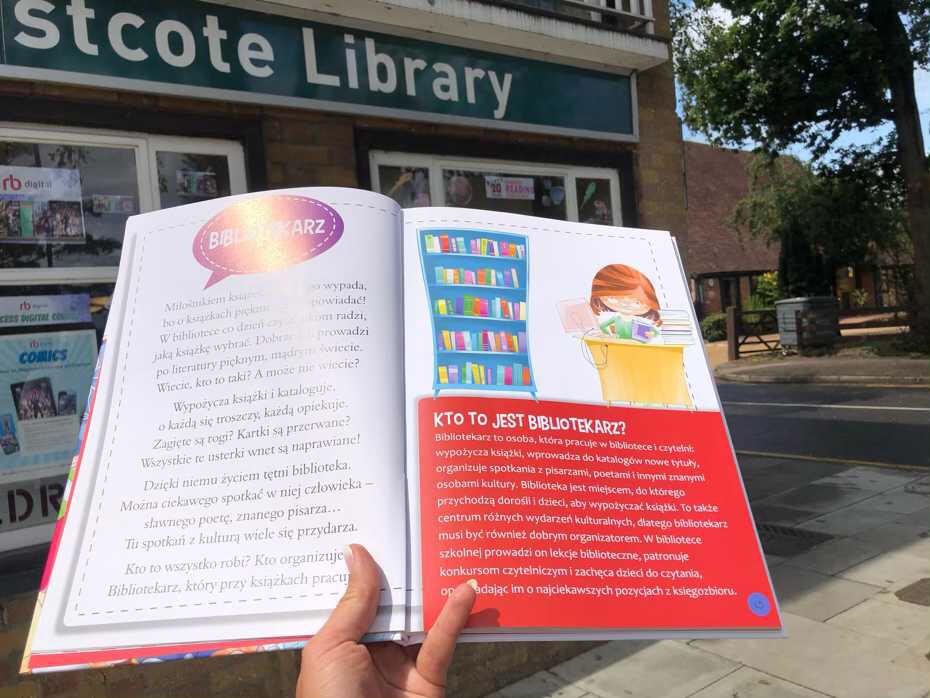 stcote Library
rb digital
20
READING
rb digital
CESS DIGITAL
rb
COMICS
BIBLIOTEKARZ
Miłośnikiem książek, wypada,
bo o książkach pięknie opowiadać!
W bibliotece co dzień radzi,
jaką książkę wybrać. Dobrze prowadzi
po literatury pięknym, mądrym świecie.
Wiecie, kto to taki? A może nie wiecie?
Wypożycza książki i kataloguje,
o każdą się troszczy, każdą opiekuje.
Zagięte są rogi? Kartki są przerwane?
Wszystkie te usterki wnet są naprawiane!
Dzięki niemu życiem tętni biblioteka.
Można ciekawego spotkać w niej człowieka –
sławnego poetę, znanego pisarza…
Tu spotkań z kulturą wiele się przydarza.
Kto to wszystko robi? Kto organizuje
Bibliotekarz, który przy książkach pracuj
KTO TO JEST BIBLIOTEKARZ?
Bibliotekarz to osoba, która pracuje w bibliotece i czytelni:
wypożycza książki, wprowadza do katalogów nowe tytuły,
organizuje spotkania z pisarzami, poetami i innymi znanymi
osobami kultury. Biblioteka jest miejscem, do którego
przychodzą dorośli i dzieci, aby wypożyczać książki. To także
centrum różnych wydarzeń kulturalnych, dlatego bibliotekarz
musi być również dobrym organizatorem. W bibliotece
szkolnej prowadzi on lekcje biblioteczne, patronuje
konkursom czytelniczym i zachęca dzieci do czytania,
opowiadając im o najciekawszych pozycjach z księgozbioru.